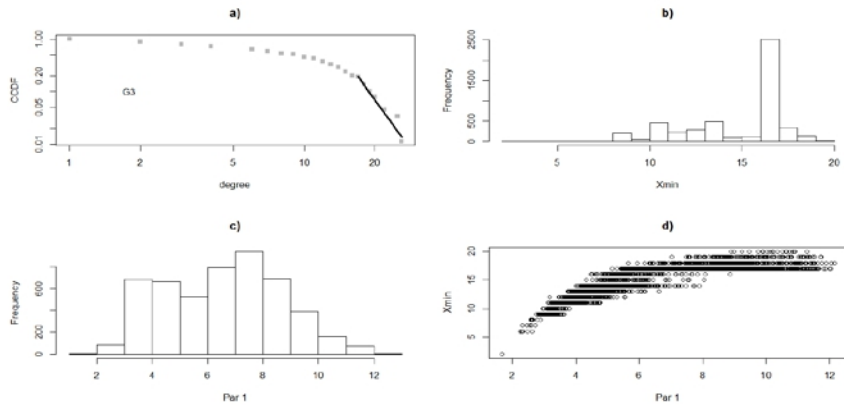 a)
CCDF
1.00
0.20
0.05
0.01
G3
1 2 5 10 20
degree
b)
Frequency
2500
1500
500
0
5 10 15 20
Xmin
c)
Frequency
600
200
0
2 4 6 8 10 12
Par 1
d)
Xmin
20
15
10
5
2 4 6 8 10 12
Par 1